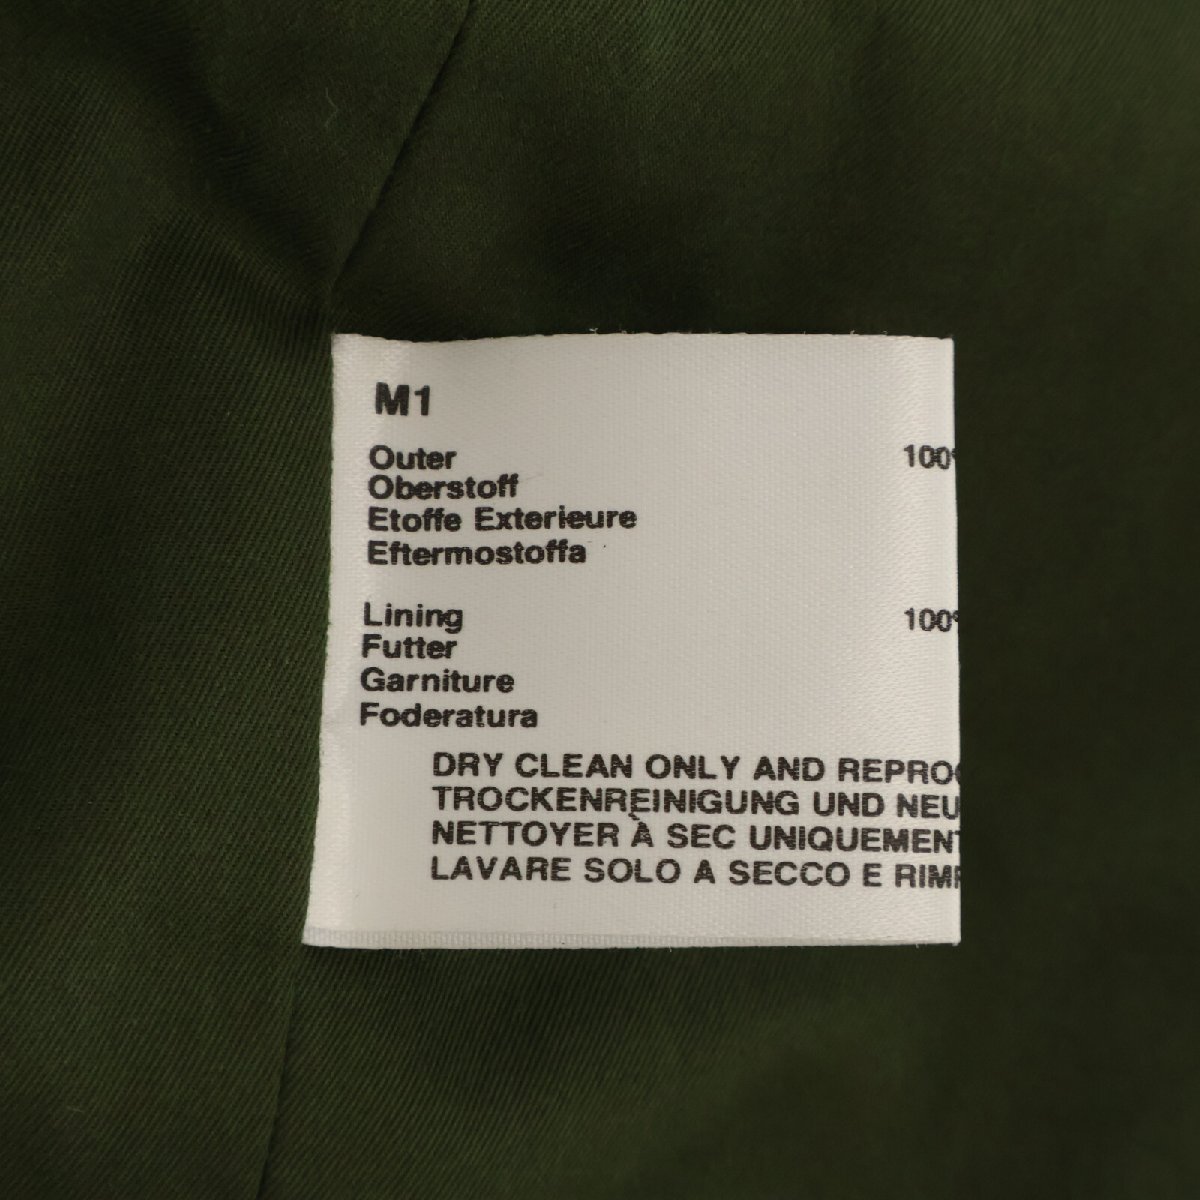 M1
Outer 100%
Oberstoff
Etoffe Exterieure
Eftermostoffa
Lining 100%
Futter
Garniture
Foderatura
DRY CLEAN ONLY AND REPROO
TROCKENREINIGUNG UND NEU
NETTOYER À SEC UNIQUEMENT
LAVARE SOLO A SECCO E RIM